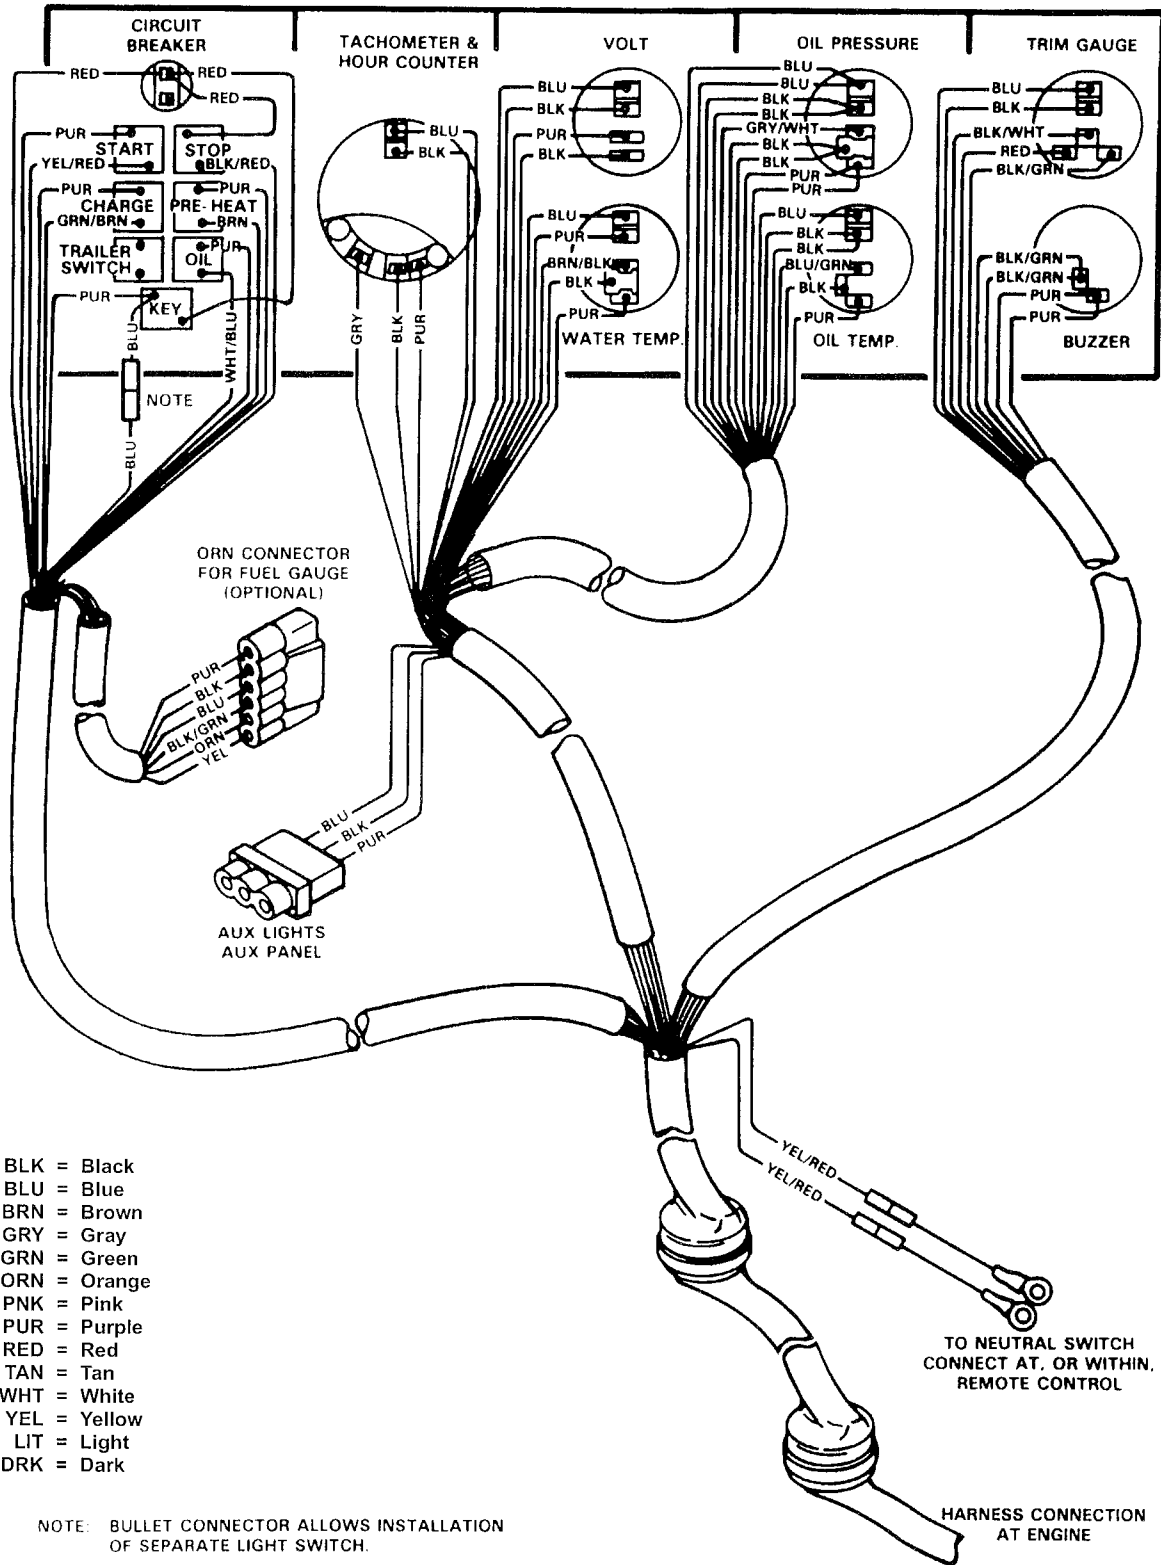 CIRCUIT
BREAKER
TACHOMETER &
HOUR COUNTER
VOLT
OIL PRESSURE
TRIM GAUGE
RED
RED
RED
PUR
START
STOP
YEL/RED
BLK/RED
PUR
PUR
CHARGE
PRE-HEAT
GRN/BRN
BRN
TRAILER
SWITCH
OIL
PUR
PUR
KEY
BLU
WHT/BLU
NOTE
BLU
BLU
BLK
GRY
BLK
PUR
BLU
BLK
PUR
BLK
BLU
PUR
BRN/BLK
BLK
PUR
WATER TEMP.
BLU
BLU
BLK
BLK
GRY/WHT
BLK
BLK
PUR
PUR
BLU
BLK
BLK
BLU/GRN
BLK
PUR
OIL TEMP.
BLU
BLK
BLK/WHT
RED
BLK/GRN
BLK/GRN
BLK/GRN
PUR
PUR
BUZZER
ORN CONNECTOR
FOR FUEL GAUGE
(OPTIONAL)
PUR
BLK
BLU
BLK/GRN
ORN
YEL
BLU
BLK
PUR
AUX LIGHTS
AUX PANEL
YEL/RED
YEL/RED
TO NEUTRAL SWITCH
CONNECT AT, OR WITHIN,
REMOTE CONTROL
BLK = Black
BLU = Blue
BRN = Brown
GRY = Gray
GRN = Green
ORN = Orange
PNK = Pink
PUR = Purple
RED = Red
TAN = Tan
WHT = White
YEL = Yellow
LIT = Light
DRK = Dark
HARNESS CONNECTION
AT ENGINE
NOTE: BULLET CONNECTOR ALLOWS INSTALLATION
OF SEPARATE LIGHT SWITCH.